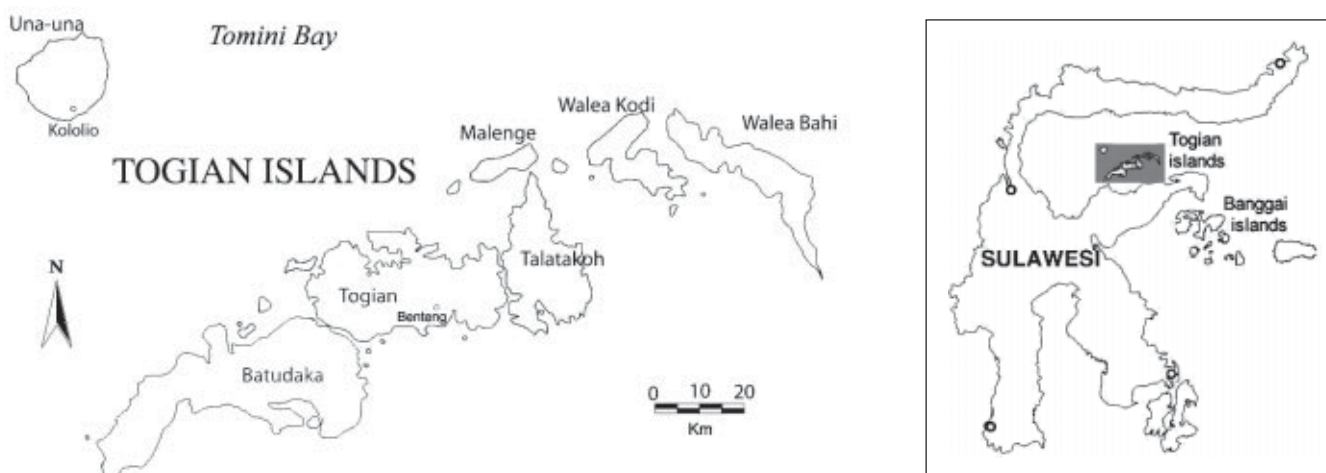 Una-una
Tomini Bay
Kololio
Walea Kodi
Malenge
Walea Bahi
TOGIAN ISLANDS
Talatakoh
N
Togian
Benteng
Batudaka
0 10 20
Km
Togian
islands
Banggai
islands
SULAWESI